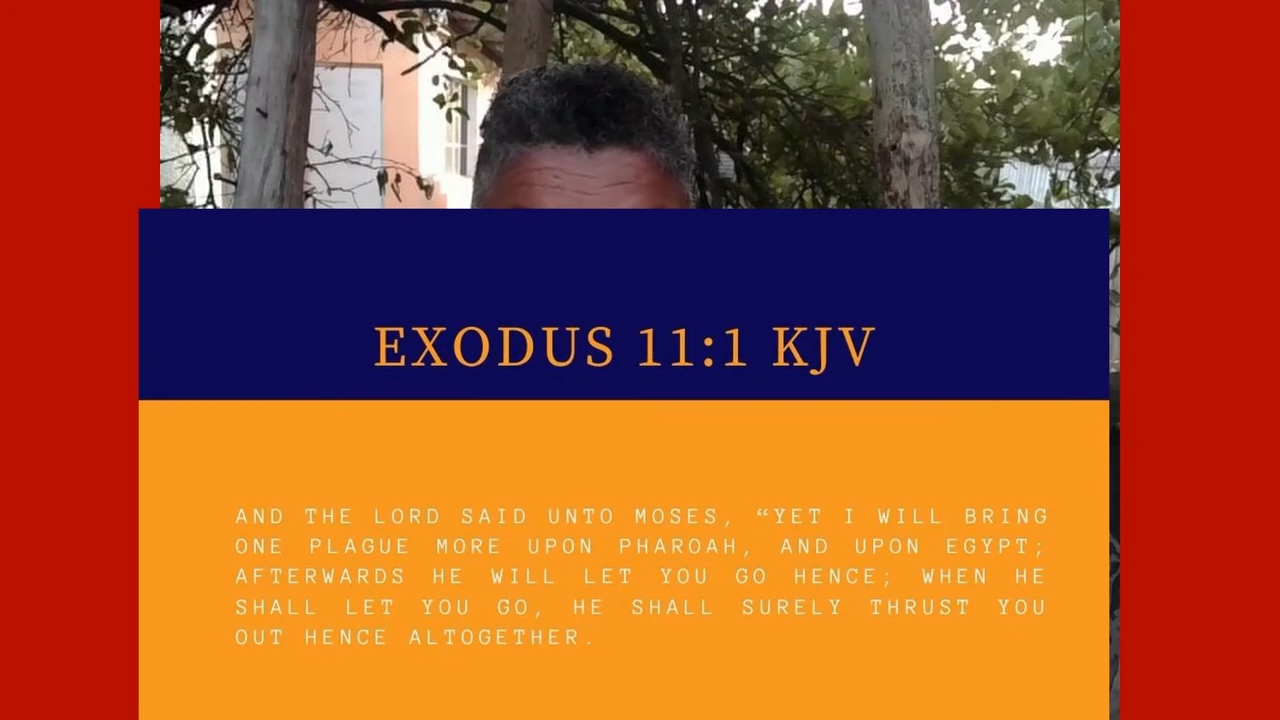 EXODUS 11:1 KJV
AND THE LORD SAID UNTO MOSES, “YET I WILL BRING
ONE PLAGUE MORE UPON PHAROAH, AND UPON EGYPT;
AFTERWARDS HE WILL LET YOU GO HENCE; WHEN HE
SHALL LET YOU GO, HE SHALL SURELY THRUST YOU
OUT HENCE ALTOGETHER.